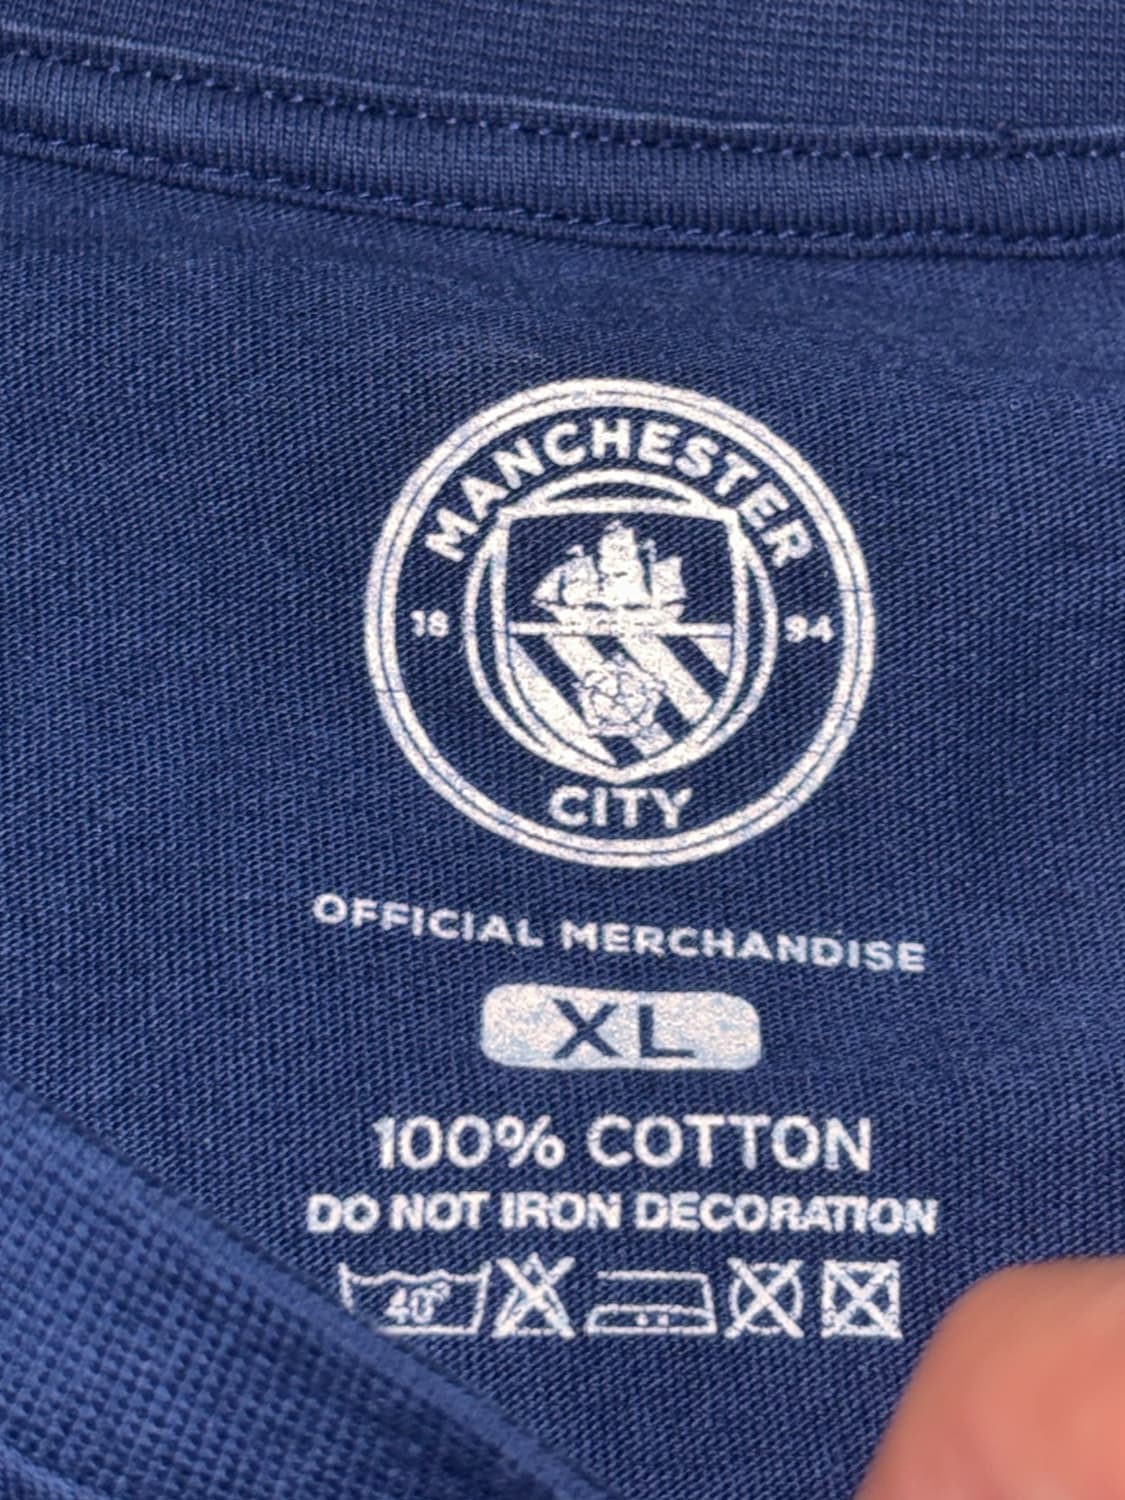 MANCHESTER
18 94
CITY
OFFICIAL MERCHANDISE
XL
100% COTTON
DO NOT IRON DECORATION
40°